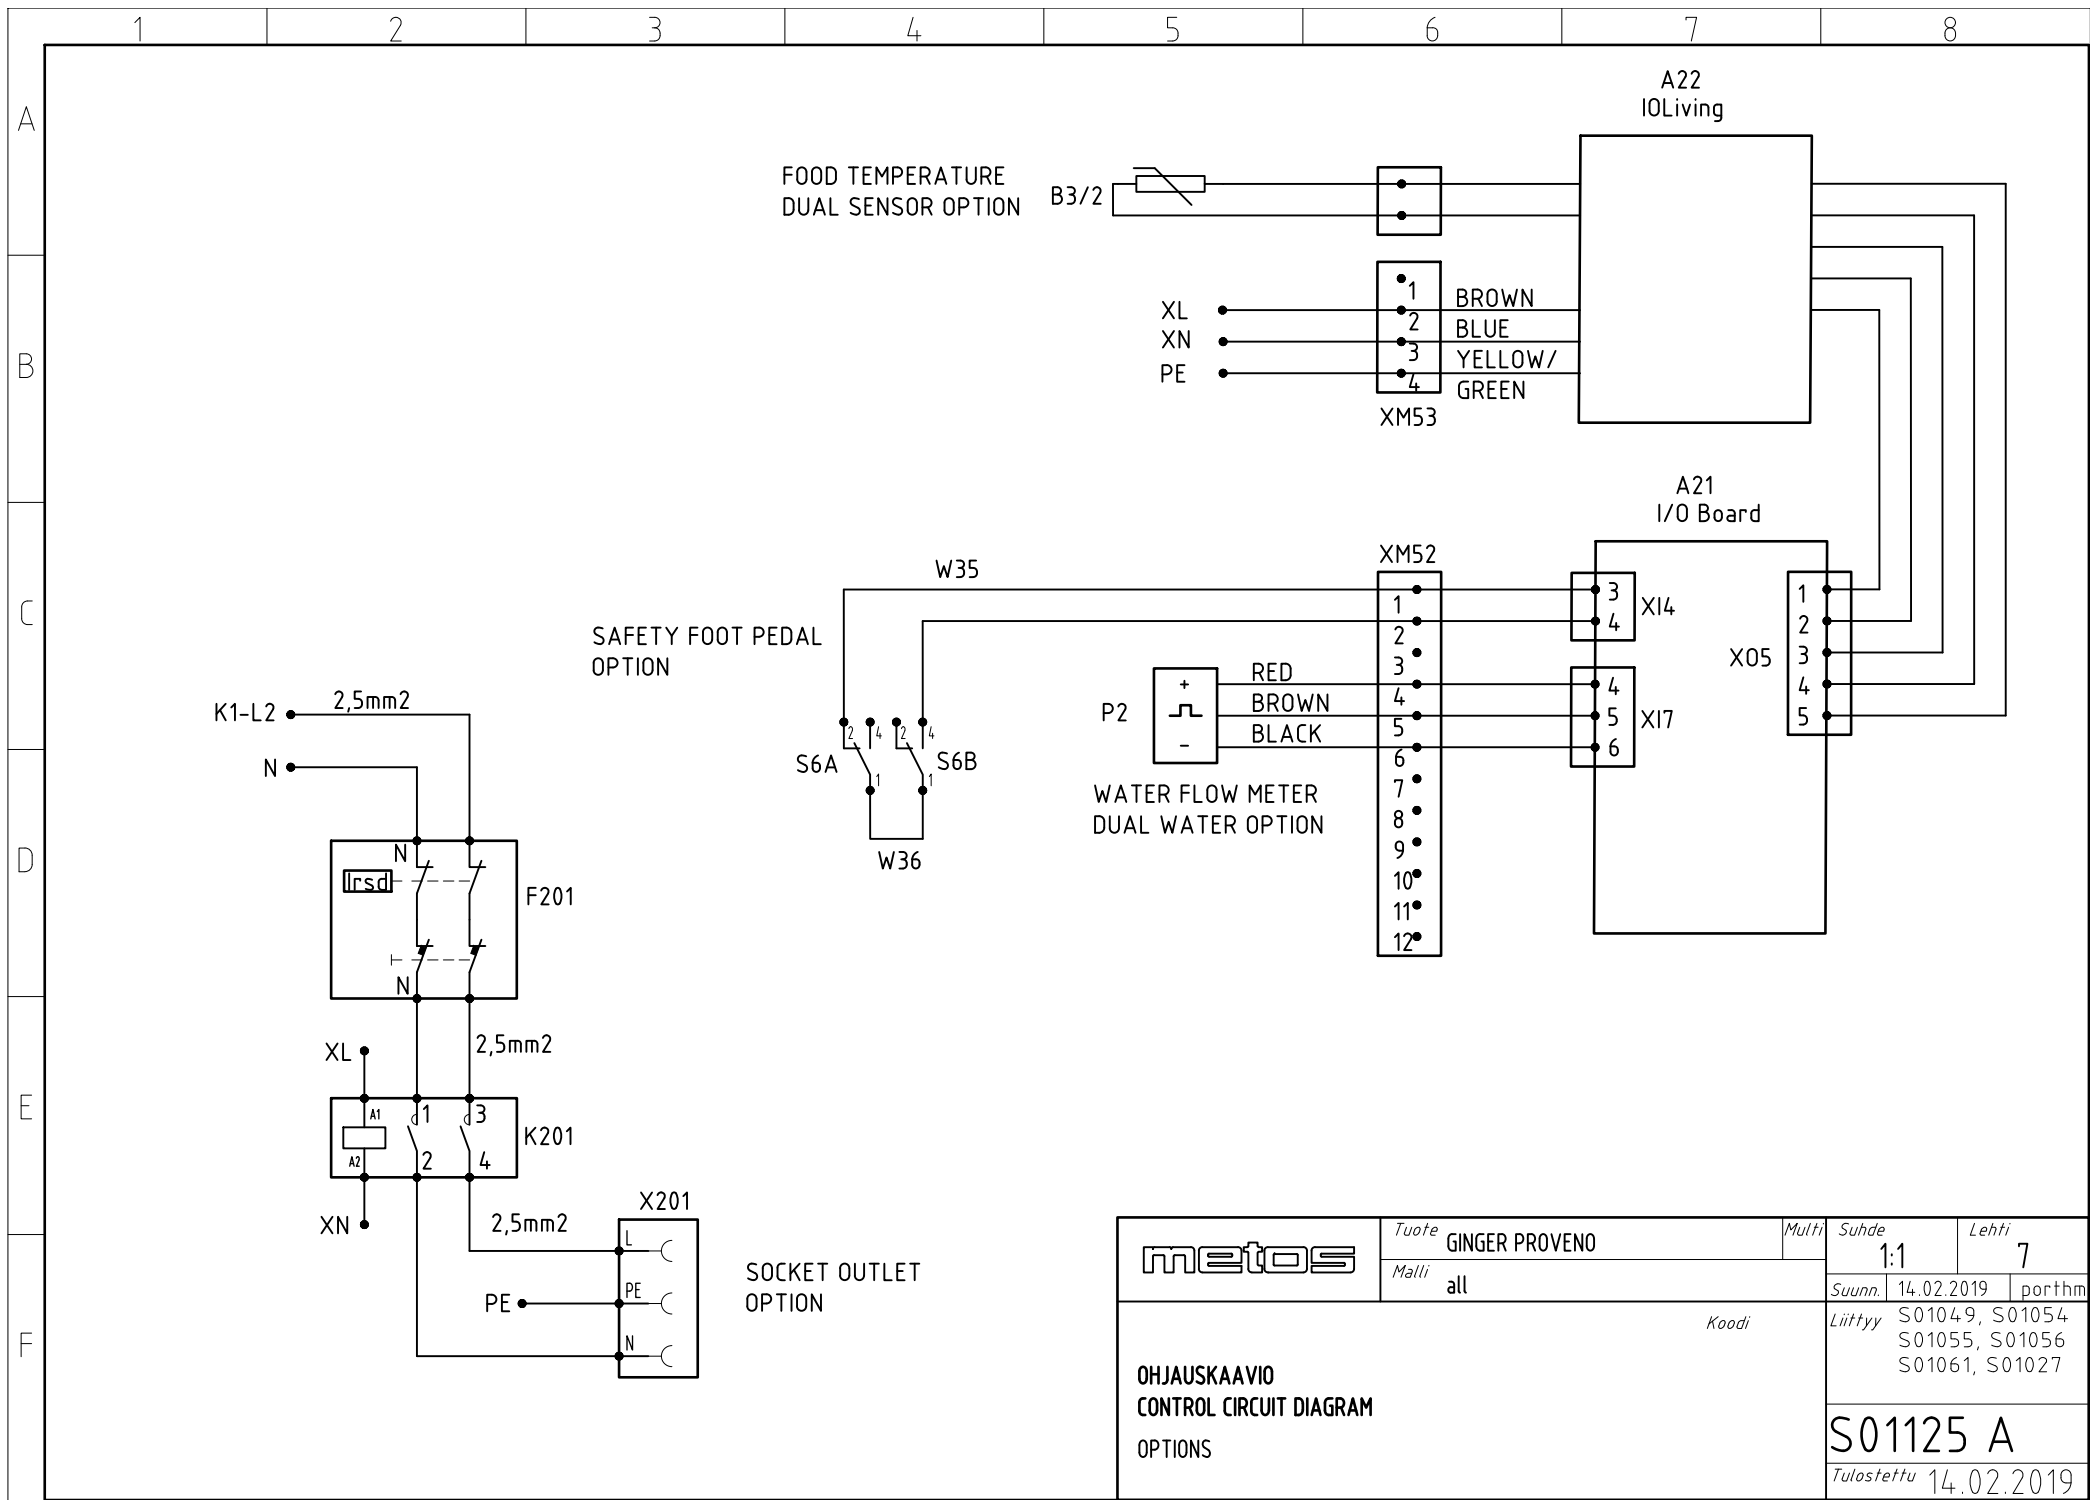 1 2 3 4 5 6 7 8
A
B
C
D
E
F
A22
IOLiving
FOOD TEMPERATURE
DUAL SENSOR OPTION
B3/2
XL
XN
PE
1
2
3
4
BROWN
BLUE
YELLOW/
GREEN
XM53
A21
I/O Board
XM52
W35
SAFETY FOOT PEDAL
OPTION
1
2
3
4
5
6
7
8
9
10
11
12
3
4
XI4
4
5
6
XI7
XO5
1
2
3
4
5
RED
BROWN
BLACK
P2
+
-
WATER FLOW METER
DUAL WATER OPTION
2 4 2 4
S6A
1
S6B
1
W36
K1-L2
2,5mm2
N
N
Irsd
F201
N
XL
2,5mm2
A1
1
3
K201
A2
2
4
XN
2,5mm2
X201
L
PE
PE
N
SOCKET OUTLET
OPTION
metos
Tuote GINGER PROVENO
Multi
Malli
all
Suhde
1:1
Lehti
7
Suunn. 14.02.2019 porthm
Koodi
Liittyy S01049, S01054
S01055, S01056
S01061, S01027
OHJAUSKAAVIO
CONTROL CIRCUIT DIAGRAM
OPTIONS
S01125 A
Tulostettu 14.02.2019